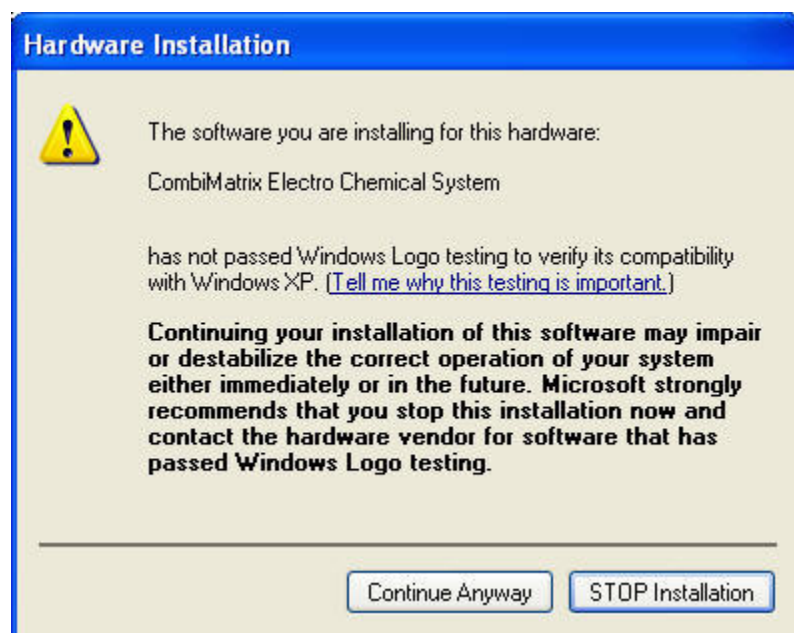 Hardware Installation
The software you are installing for this hardware:
CombiMatrix Electro Chemical System
has not passed Windows Logo testing to verify its compatibility
with Windows XP. (Tell me why this testing is important.)
Continuing your installation of this software may impair
or destabilize the correct operation of your system
either immediately or in the future. Microsoft strongly
recommends that you stop this installation now and
contact the hardware vendor for software that has
passed Windows Logo testing.
Continue Anyway STOP Installation